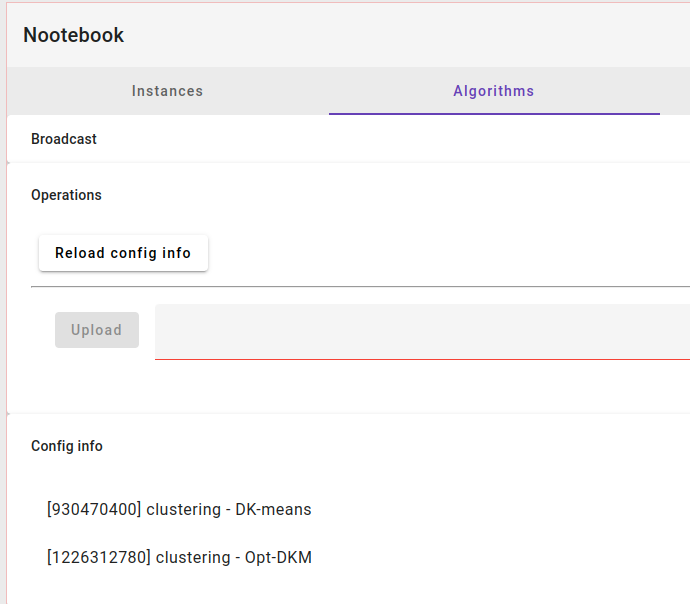 Nootebook
Instances
Algorithms
Broadcast
Operations
Reload config info
Upload
Config info
[930470400] clustering - DK-means
[1226312780] clustering - Opt-DKM